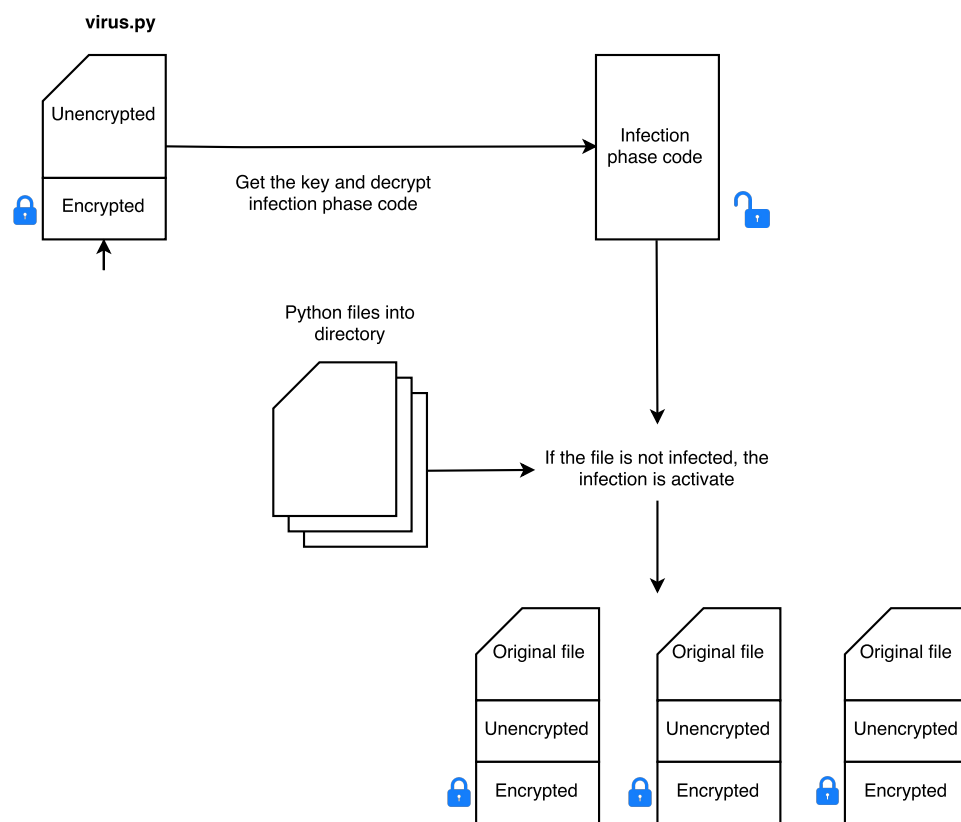 virus.py
Unencrypted
Encrypted
Get the key and decrypt
infection phase code
Infection
phase code
Python files into
directory
If the file is not infected, the
infection is activate
Original file
Unencrypted
Encrypted
Original file
Unencrypted
Encrypted
Original file
Unencrypted
Encrypted